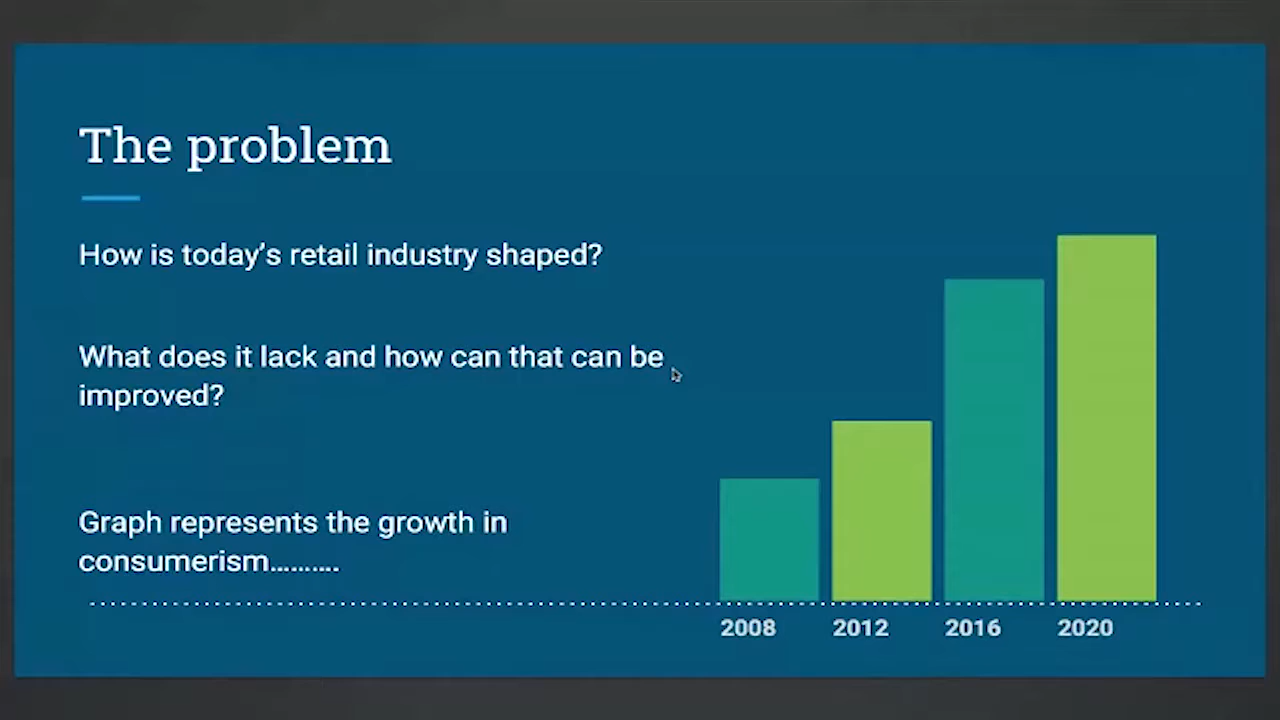 The problem
How is today’s retail industry shaped?
What does it lack and how can that can be
improved?
Graph represents the growth in
consumerism..........
2008 2012 2016 2020